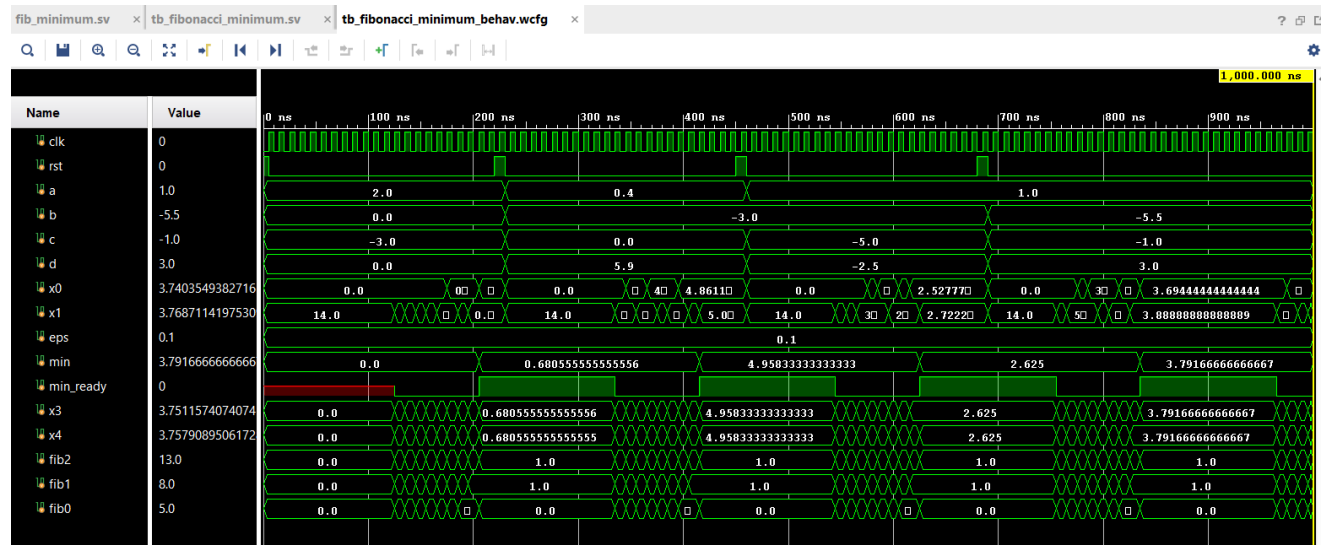 fib_minimum.sv × tb_fibonacci_minimum.sv × tb_fibonacci_minimum_behav.wcfg × ?
1,000.000 ns
Name Value 0 ns 100 ns 200 ns 300 ns 400 ns 500 ns 600 ns 700 ns 800 ns 900 ns
clk 0
rst 0
a 1.0 2.0 0.4 1.0
b -5.5 0.0 -3.0 -5.5
c -1.0 -3.0 0.0 -5.0 -1.0
d 3.0 0.0 5.9 -2.5 3.0
x0 3.7403549382716 0.0 0 0.0 4 4.8611 0.0 2.52777 0.0 3 3.69444444444444
x1 3.7687114197530 14.0 0. 14.0 5.0 14.0 3 2 2.7222 14.0 5 3.88888888888889
eps 0.1 0.1
min 3.7916666666666 0.0 0.680555555555556 4.95833333333333 2.625 3.79166666666667
min_ready 0
x3 3.7511574074074 0.0 0.680555555555556 4.95833333333333 2.625 3.79166666666667
x4 3.7579089506172 0.0 0.680555555555555 4.95833333333333 2.625 3.79166666666667
fib2 13.0 0.0 1.0 1.0 1.0 1.0
fib1 8.0 0.0 1.0 1.0 1.0 1.0
fib0 5.0 0.0 0.0 0.0 0.0 0.0